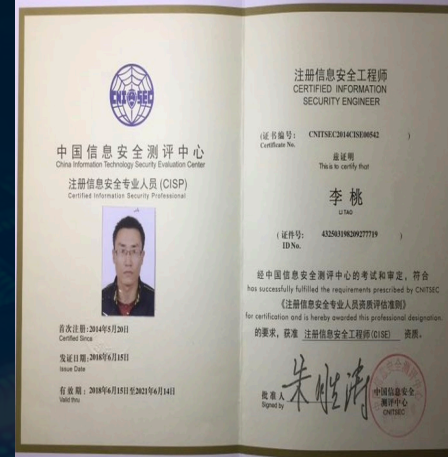 CNITSEC
中国信息安全测评中心
China Information Technology Security Evaluation Center
注册信息安全专业人员 (CISP)
Certified Information Security Professional
首次注册:2014年5月20日
Certified Since
发证日期:2018年6月15日
Issue Date
有效期:2018年6月15日至2021年6月14日
Valid thru
注册信息安全工程师
CERTIFIED INFORMATION
SECURITY ENGINEER
(证书编号: CNITSEC2014CISE00542 )
Certificate No.
兹证明
This is to certify that
李桃
LI TAO
(证件号: 432503198209277719 )
ID No.
经中国信息安全测评中心的考试和审定,符合
has successfully fulfilled the requirements prescribed by CNITSEC
《注册信息安全专业人员资质评估准则》
for certification and is hereby awarded this professional designation.
的要求,获准 注册信息安全工程师(CISE) 资质。
批准人
Signed by
朱胜涛
中国信息安全
测评中心
CNITSEC